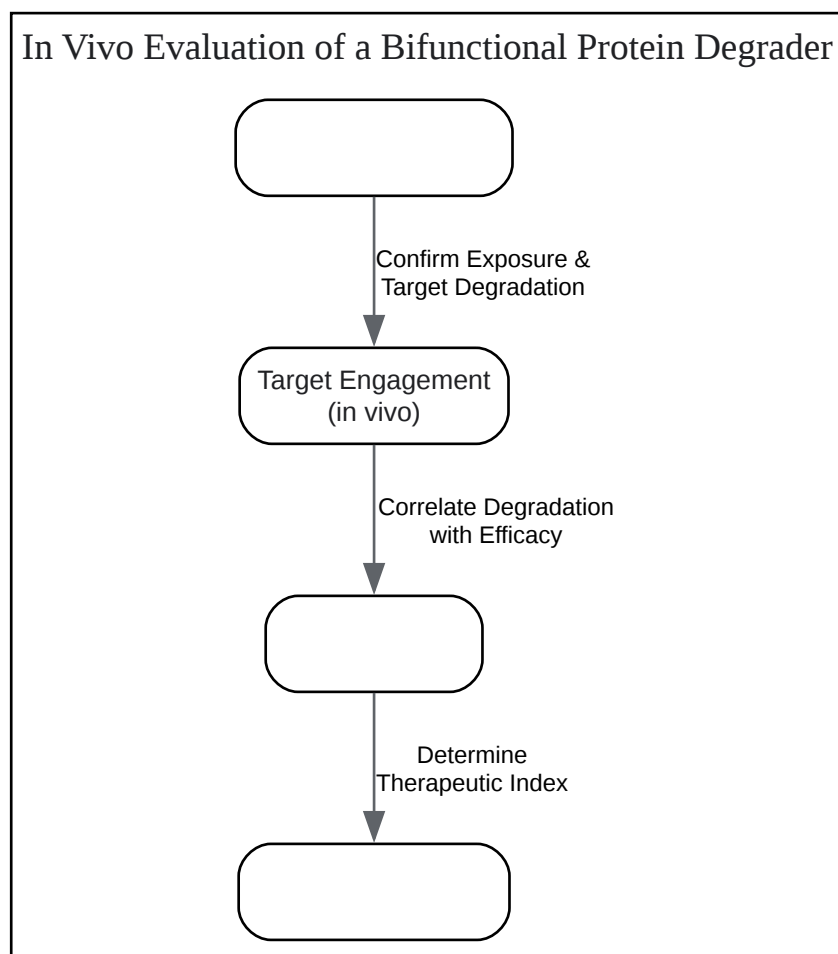 In Vivo Evaluation of a Bifunctional Protein Degrader
Confirm Exposure &
Target Degradation
Target Engagement
(in vivo)
Correlate Degradation
with Efficacy
Determine
Therapeutic Index